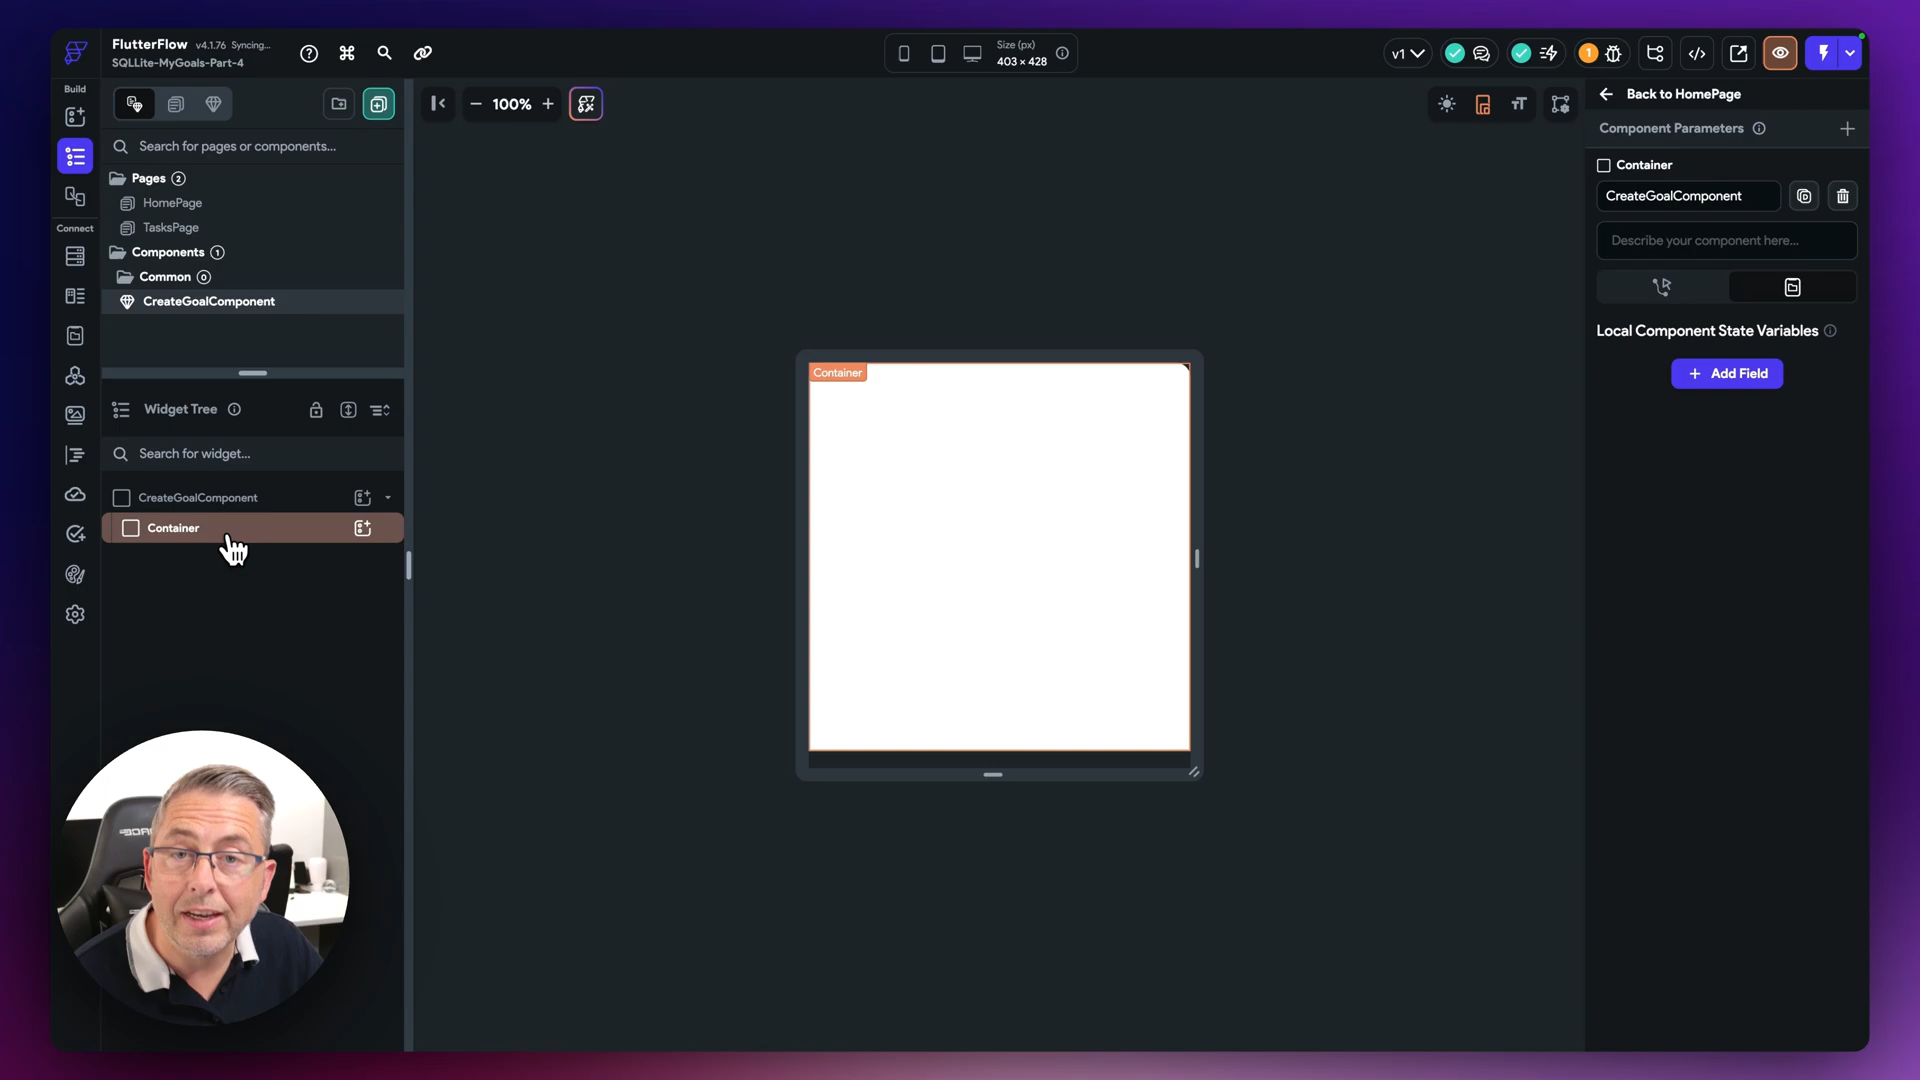 FlutterFlow v4.1.76 Syncing...
SQLLite-MyGoals-Part-4
Size (px)
403 × 428
v1
1
Build
100%
Back to HomePage
Search for pages or components...
Component Parameters
Pages 2
Container
HomePage
CreateGoalComponent
TasksPage
Connect
Describe your component here...
Components 1
Common 0
CreateGoalComponent
Local Component State Variables
+ Add Field
Container
Widget Tree
Search for widget...
CreateGoalComponent
Container